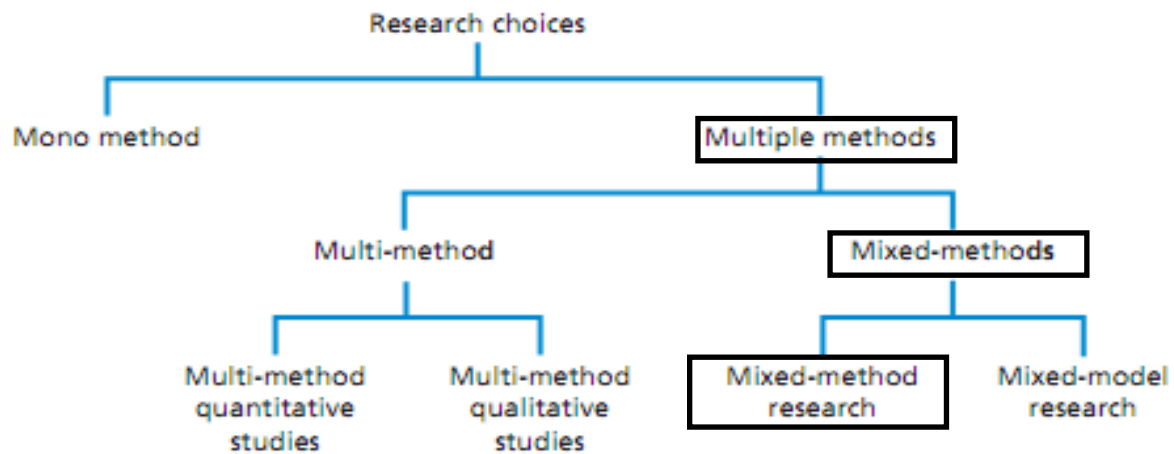 Research choices
Mono method
Multiple methods
Multi-method
Mixed-methods
Multi-method
quantitative
studies
Multi-method
qualitative
studies
Mixed-method
research
Mixed-model
research